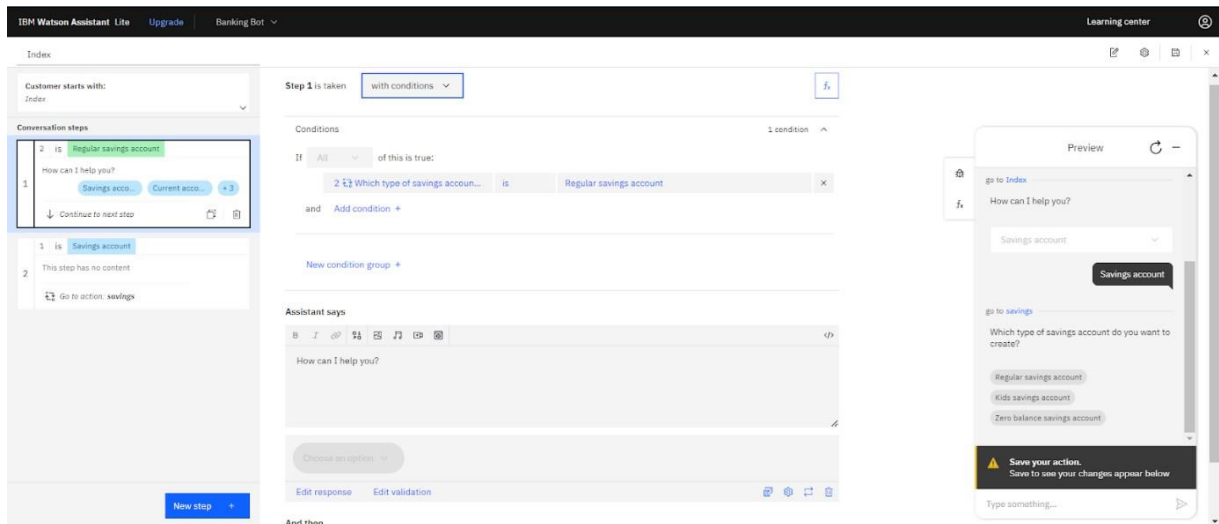 IBM Watson Assistant Lite Upgrade Banking Bot Learning center
Index
Customer starts with:
Index
Conversation steps
2 is Regular savings account
How can I help you?
Savings acco... Current acco... + 3
1
Continue to next step
1 is Savings account
2
This step has no content
Go to action: savings
New step +
Step 1 is taken with conditions fx
Conditions 1 condition
If All of this is true:
2 Which type of savings accoun... is Regular savings account ×
and Add condition +
New condition group +
Assistant says
B I </>
How can I help you?
Choose an option
Edit response Edit validation
And then
fx
Preview
go to Index
How can I help you?
Savings account
Savings account
go to savings
Which type of savings account do you want to
create?
Regular savings account
Kids savings account
Zero balance savings account
Save your action.
Save to see your changes appear below
Type something...